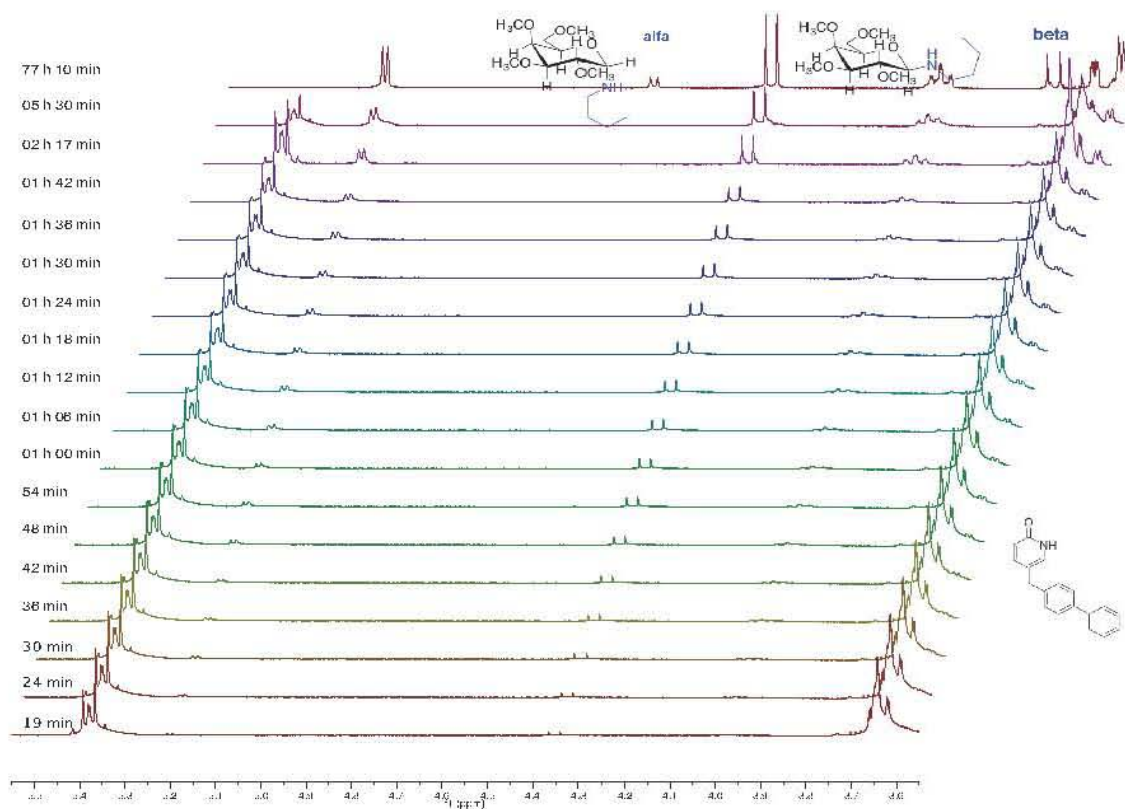 alfa
beta
H₃CO
OCH₃
H
H₃CO
H
O
H
OCH₃
H
NH
H₃CO
OCH₃
H
O
H
N
H₃CO
H
OCH₃
H
H
77 h 10 min
05 h 30 min
02 h 17 min
01 h 42 min
01 h 36 min
01 h 30 min
01 h 24 min
01 h 18 min
01 h 12 min
01 h 06 min
01 h 00 min
54 min
48 min
42 min
36 min
30 min
24 min
19 min
O
NH